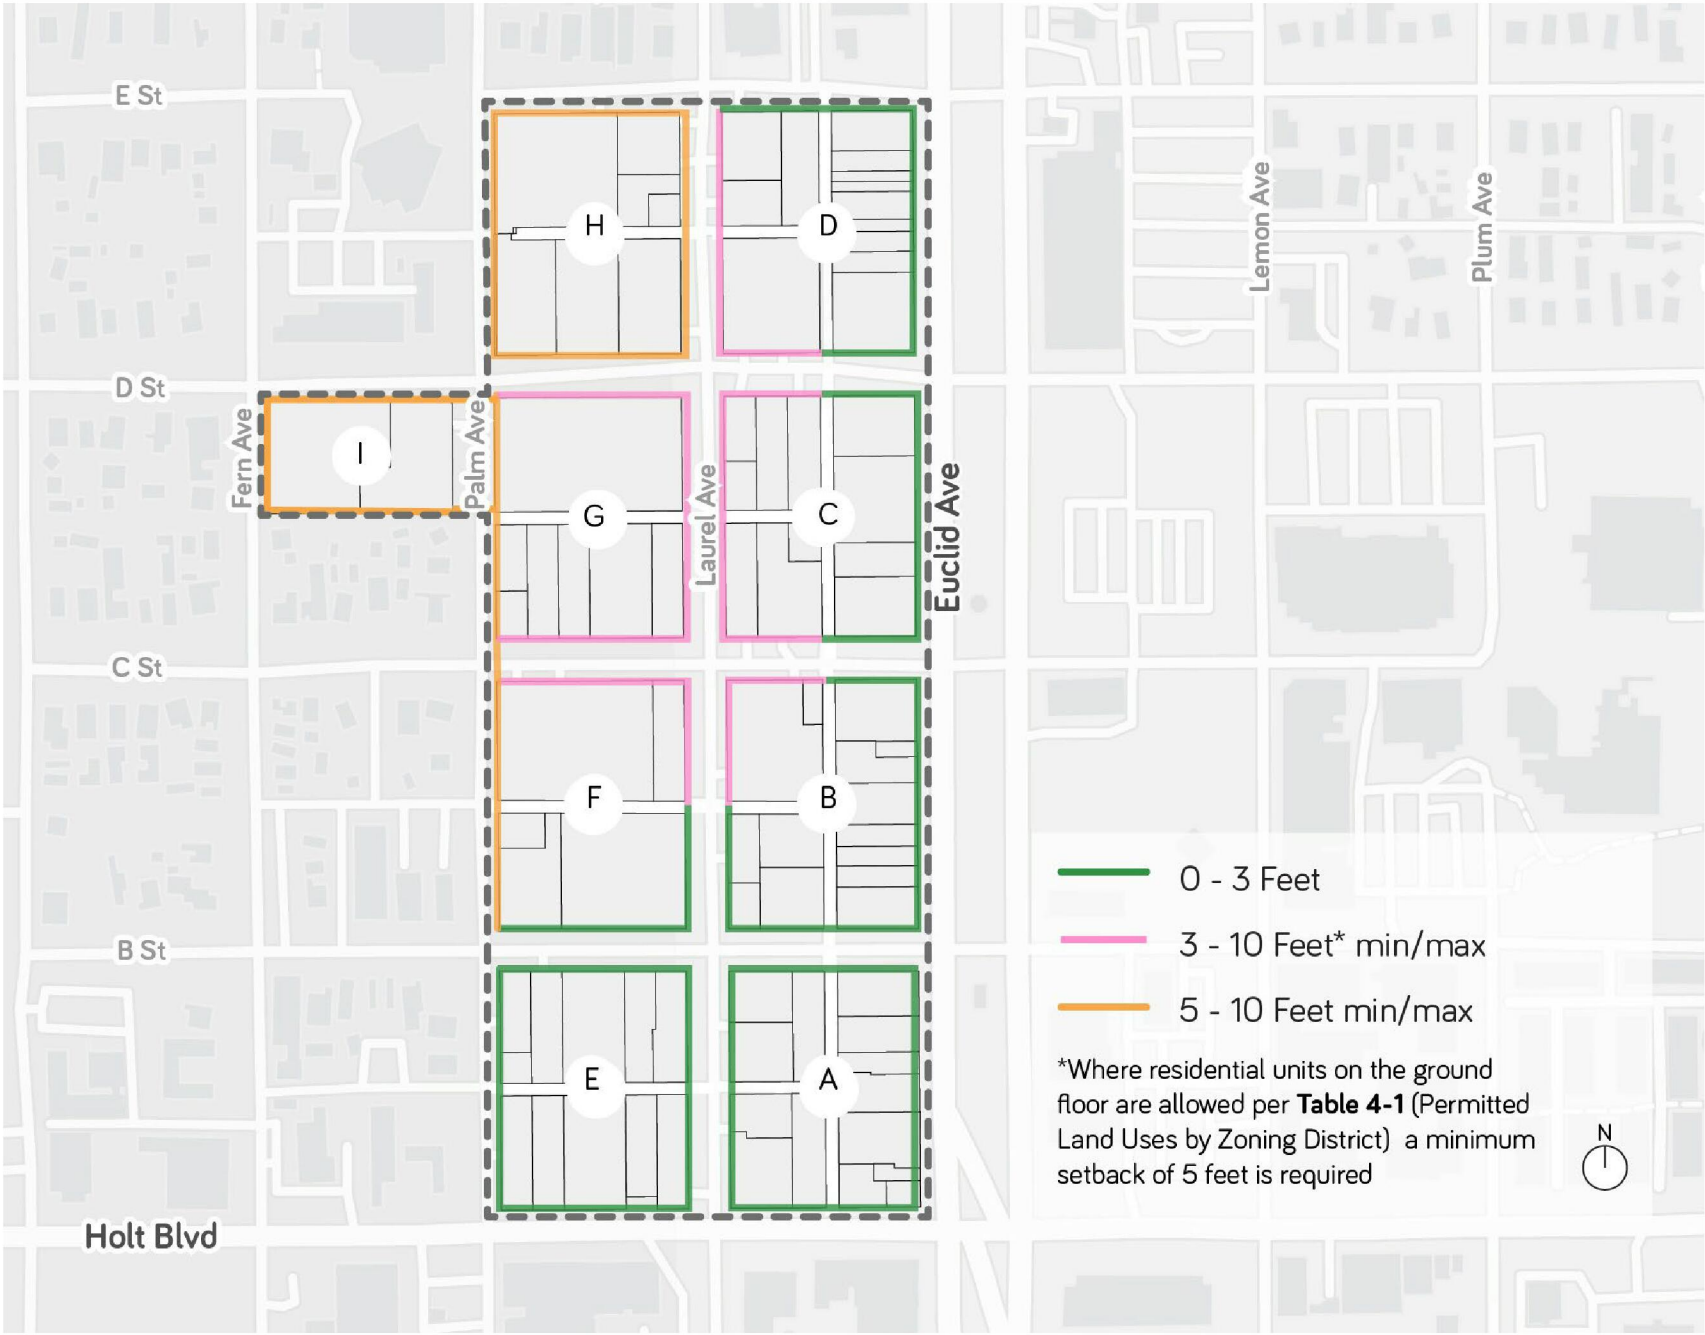 E St
H
D
Lemon Ave
Plum Ave
D St
Fern Ave
I
Palm Ave
G
Laurel Ave
C
Euclid Ave
C St
F
B
0 - 3 Feet
3 - 10 Feet* min/max
5 - 10 Feet min/max
B St
E
A
*Where residential units on the ground
floor are allowed per Table 4-1 (Permitted
Land Uses by Zoning District) a minimum
setback of 5 feet is required
N
Holt Blvd